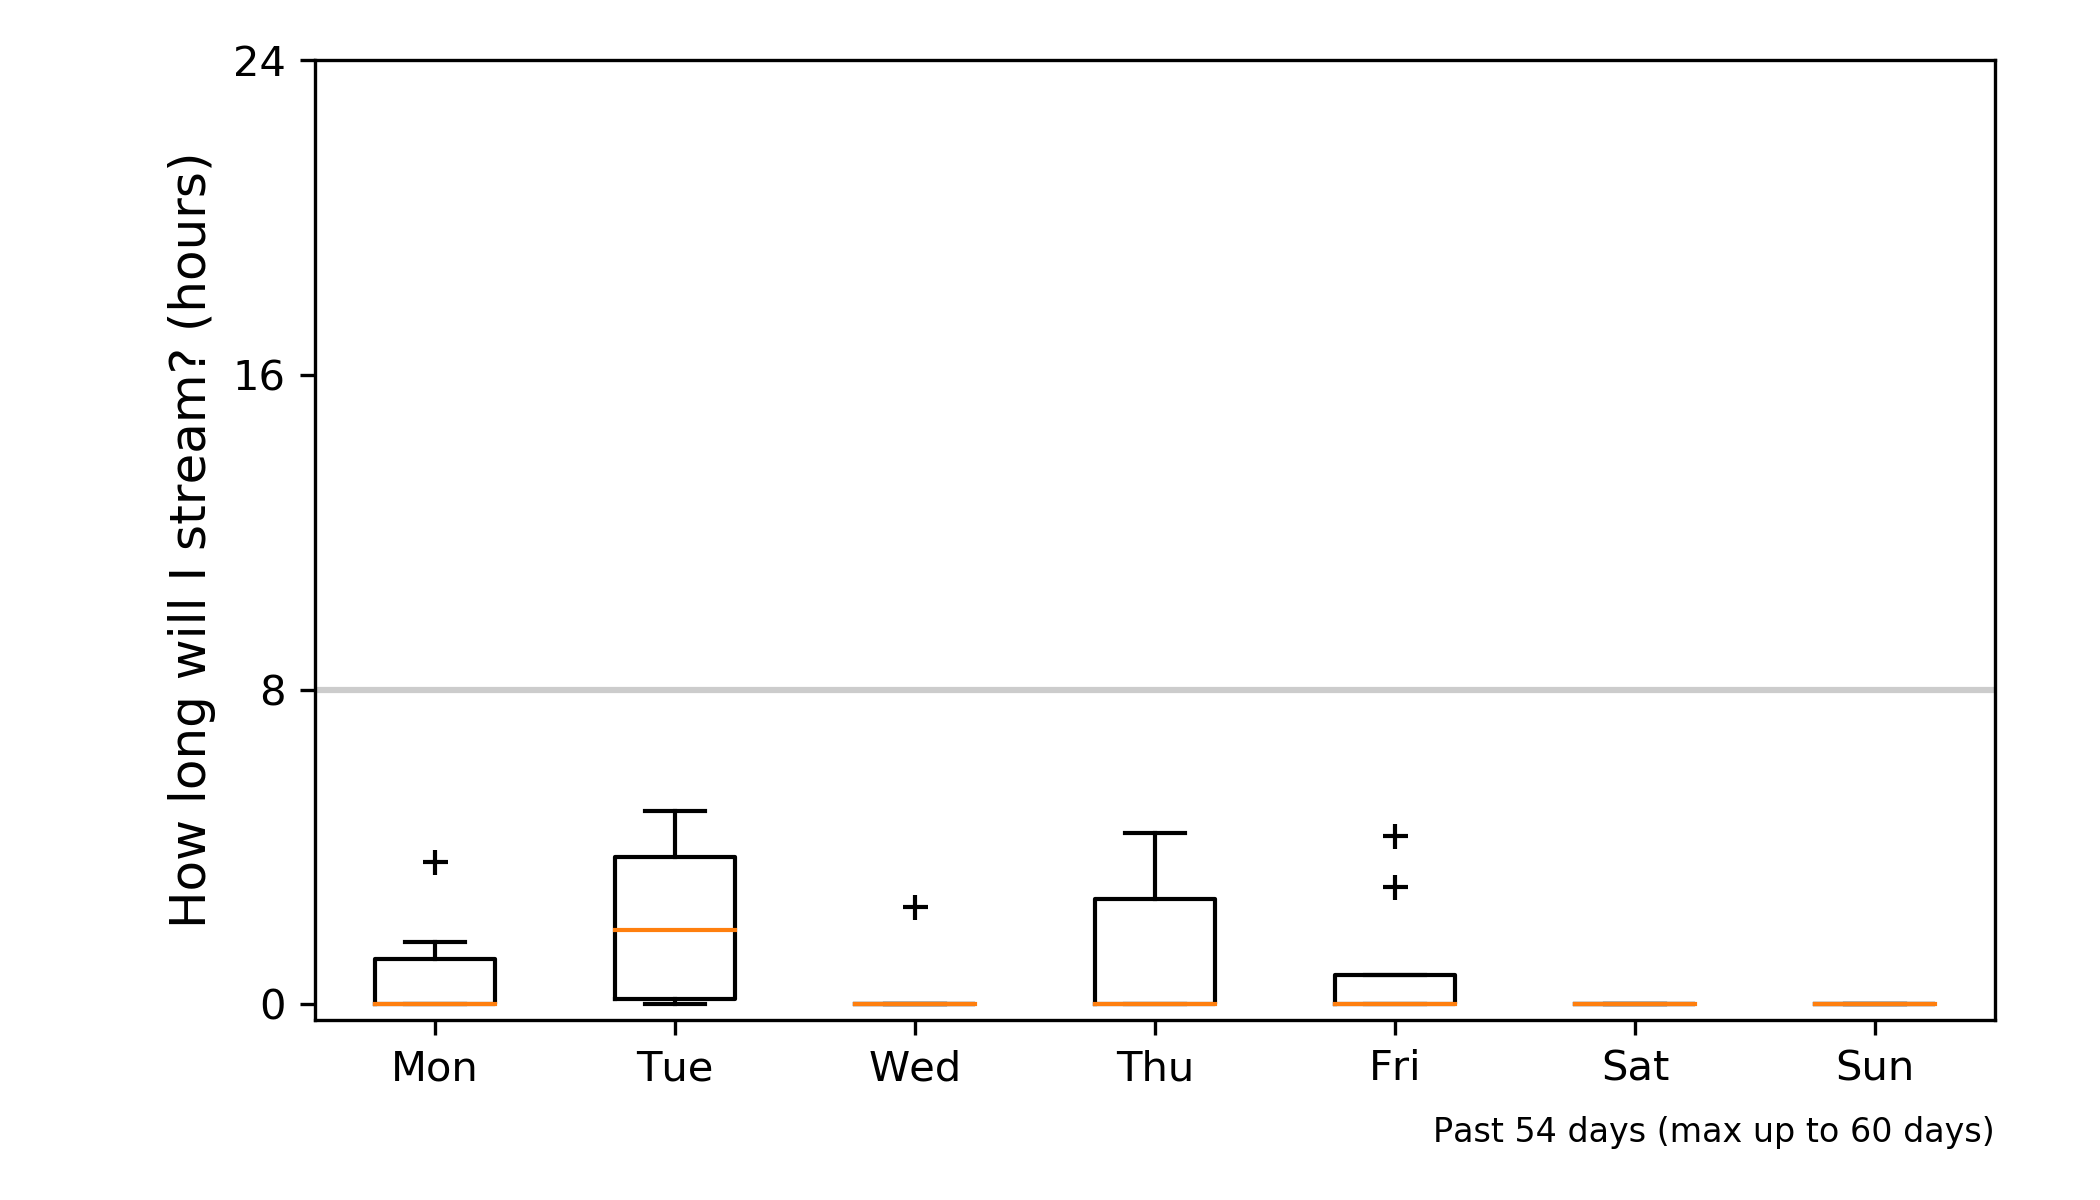 24
16
8
0
How long will I stream? (hours)
Mon Tue Wed Thu Fri Sat Sun
Past 54 days (max up to 60 days)